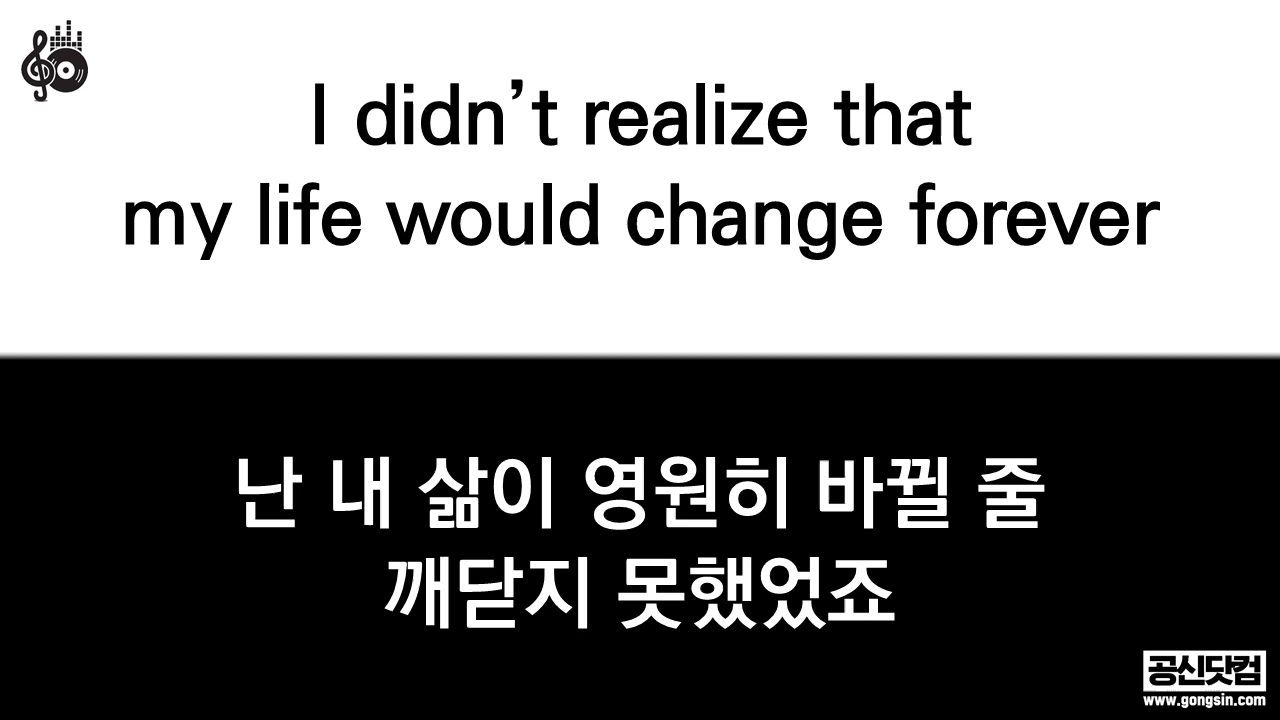 I didn’t realize that
my life would change forever
난 내 삶이 영원히 바뀔 줄
깨닫지 못했었죠
공신닷컴
www.gongsin.com